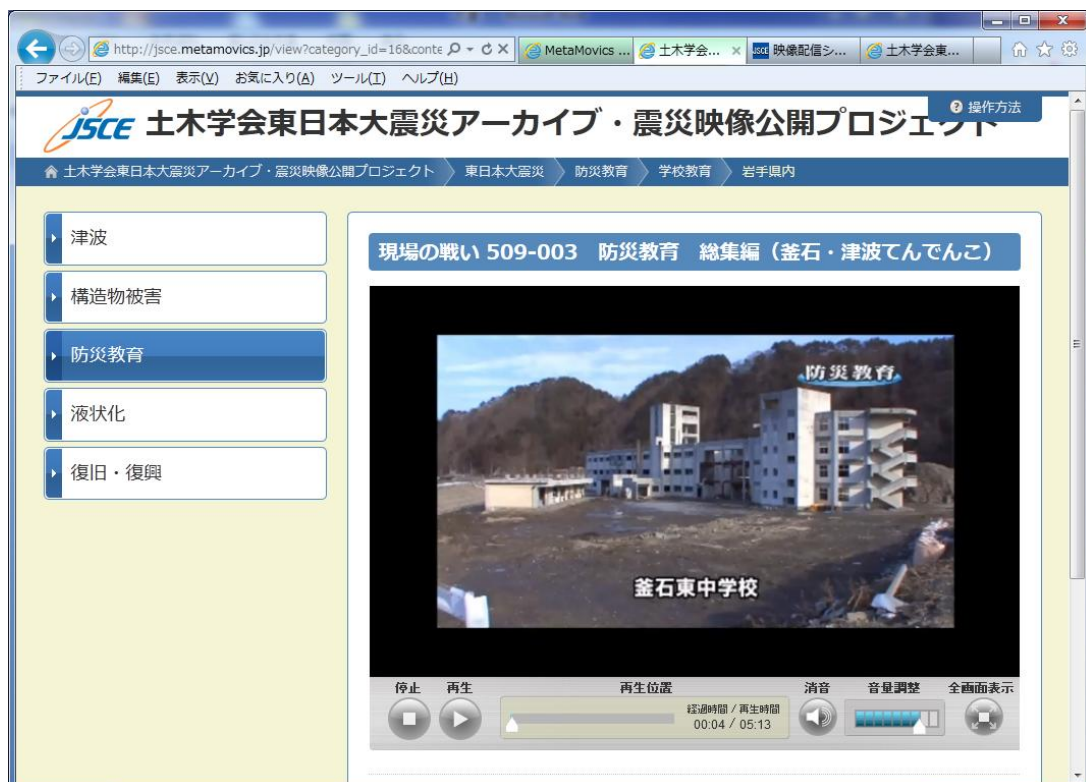 http://jsce.metamovics.jp/view?category_id=16&conte
MetaMovics ...
土木学会...
JSCE 映像配信シ...
土木学会東...
ファイル(F) 編集(E) 表示(V) お気に入り(A) ツール(T) ヘルプ(H)
操作方法
JSCE 土木学会東日本大震災アーカイブ・震災映像公開プロジェクト
土木学会東日本大震災アーカイブ・震災映像公開プロジェクト 東日本大震災 防災教育 学校教育 岩手県内
津波
構造物被害
防災教育
液状化
復旧・復興
現場の戦い 509-003 防災教育 総集編（釜石・津波てんでんこ）
防災教育
釜石東中学校
停止 再生 再生位置 消音 音量調整 全画面表示
経過時間 / 再生時間
00:04 / 05:13